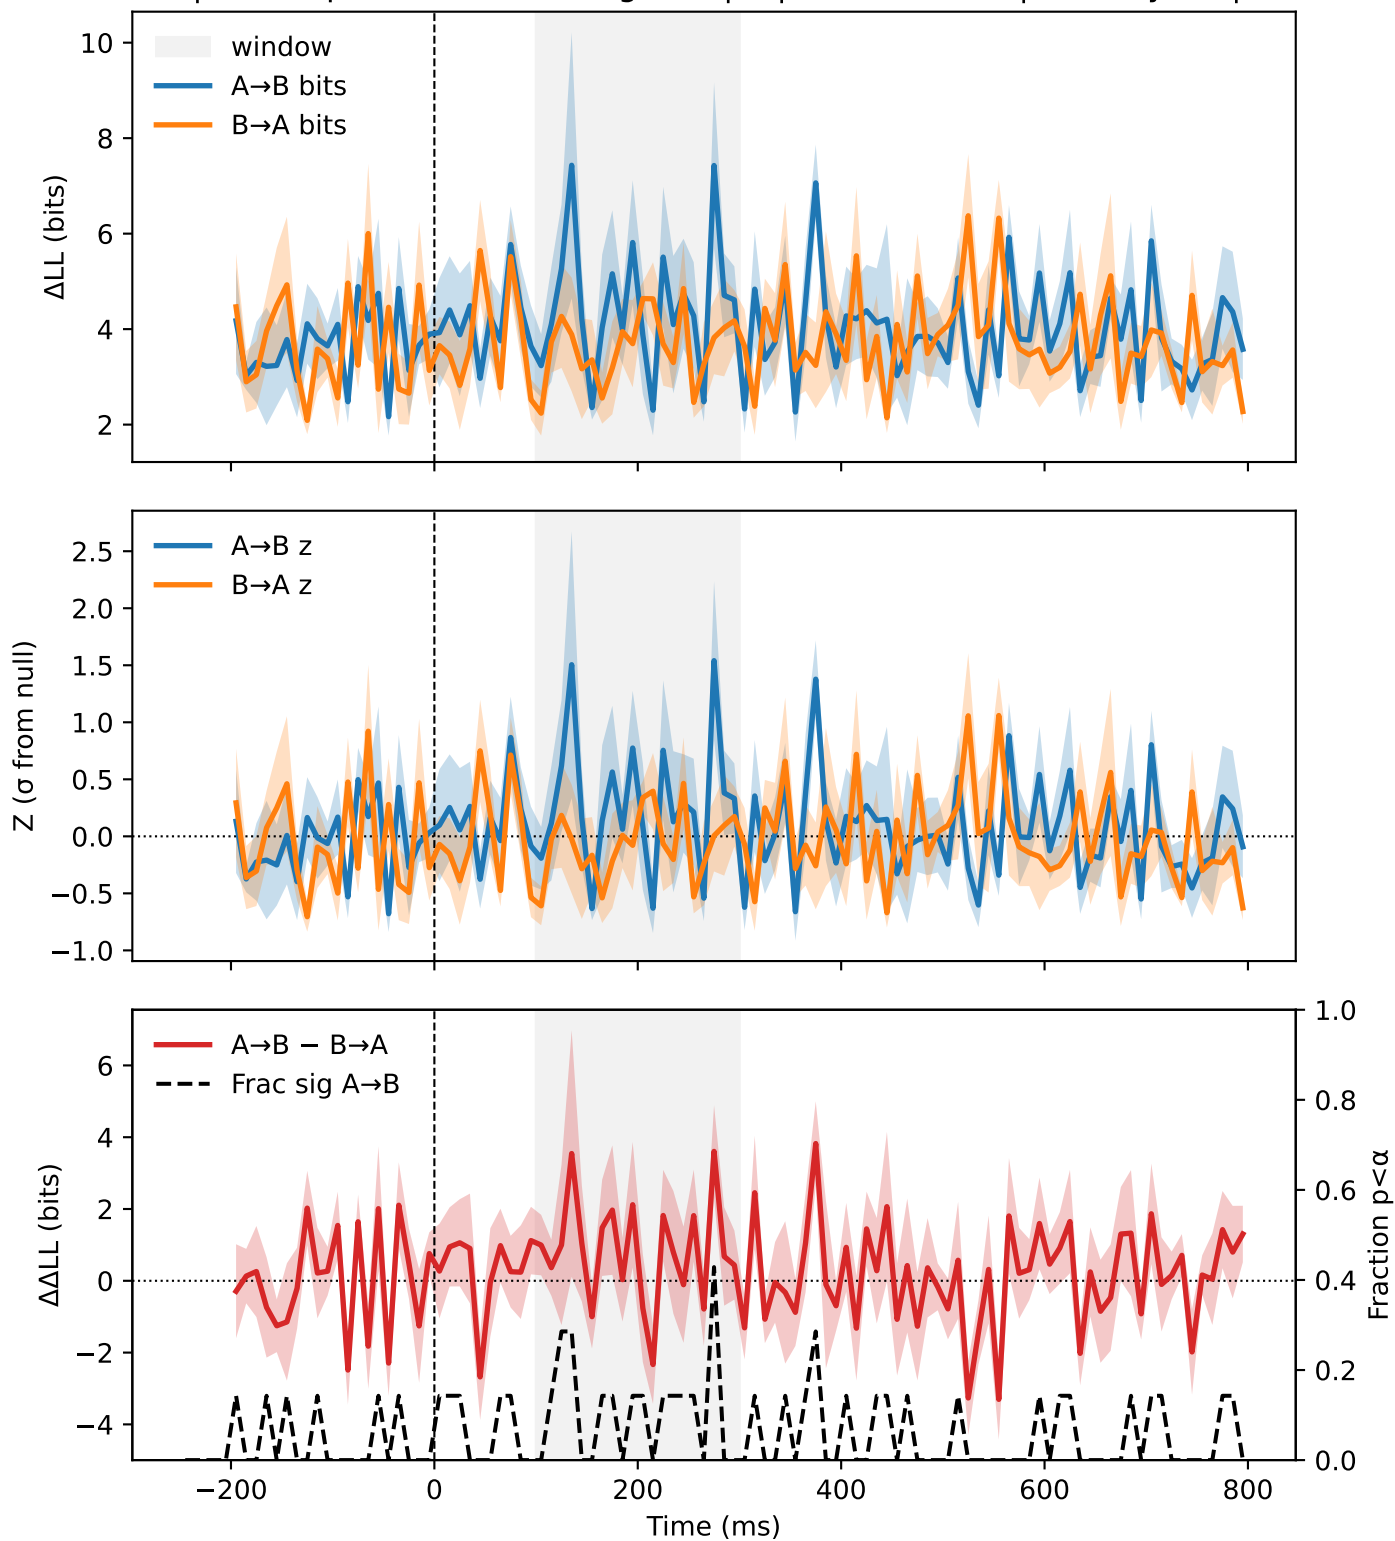 10
8
6
4
2
ΔLL (bits)
window
A→B bits
B→A bits
2.5
2.0
1.5
1.0
0.5
0.0
−0.5
−1.0
Z (σ from null)
A→B z
B→A z
6
4
2
0
−2
−4
ΔΔLL (bits)
A→B − B→A
Frac sig A→B
1.0
0.8
0.6
0.4
0.2
0.0
Fraction p<α
−200 0 200 400 600 800
Time (ms)